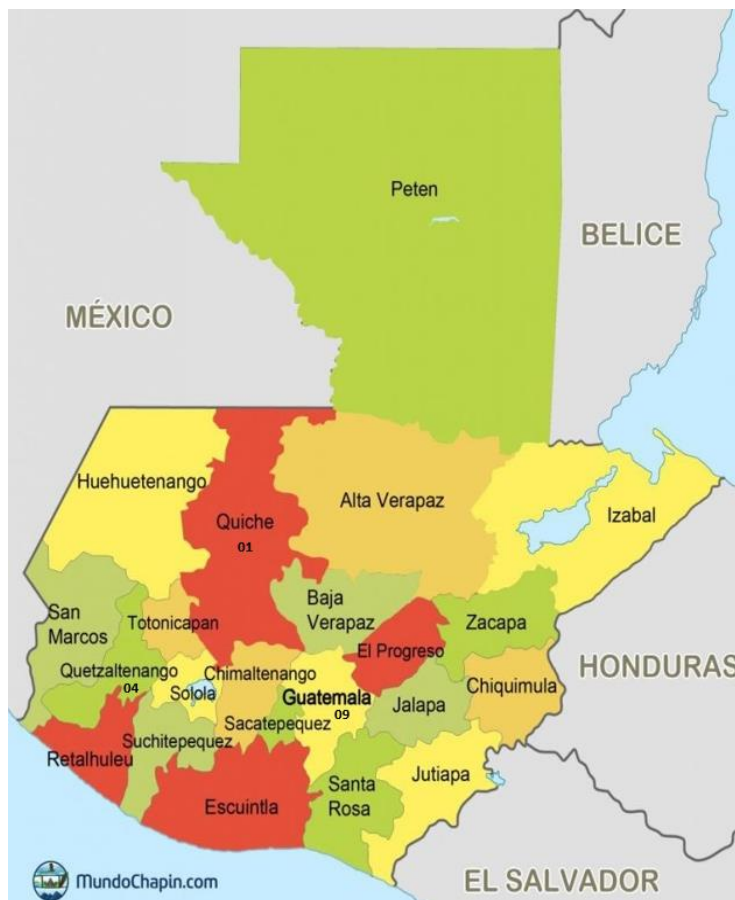 Peten
BELICE
MÉXICO
Huehuetenango
Quiche
01
Alta Verapaz
Izabal
San
Marcos
Totonicapan
Baja
Verapaz
Zacapa
El Progreso
Quetzaltenango
04
Solola
Chimaltenango
Guatemala
09
Chiquimula
HONDURAS
Sacatepequez
Jalapa
Retalhuleu
Suchitepequez
Escuintla
Santa
Rosa
Jutiapa
MundoChapin.com
EL SALVADOR